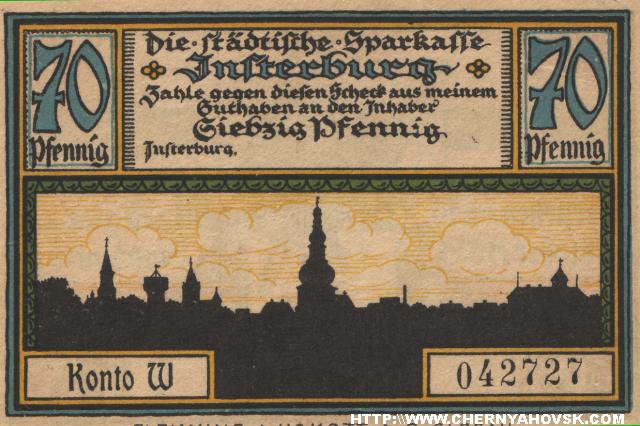 70
Pfennig
Die städtische Sparkasse
Insterburg
Zahle gegen diesen Scheck aus meinem
Guthaben an den Inhaber
Siebzig Pfennig
Insterburg.
70
Pfennig
Konto W
042727
HTTP://WWW.CHERNYAHOVSK.COM